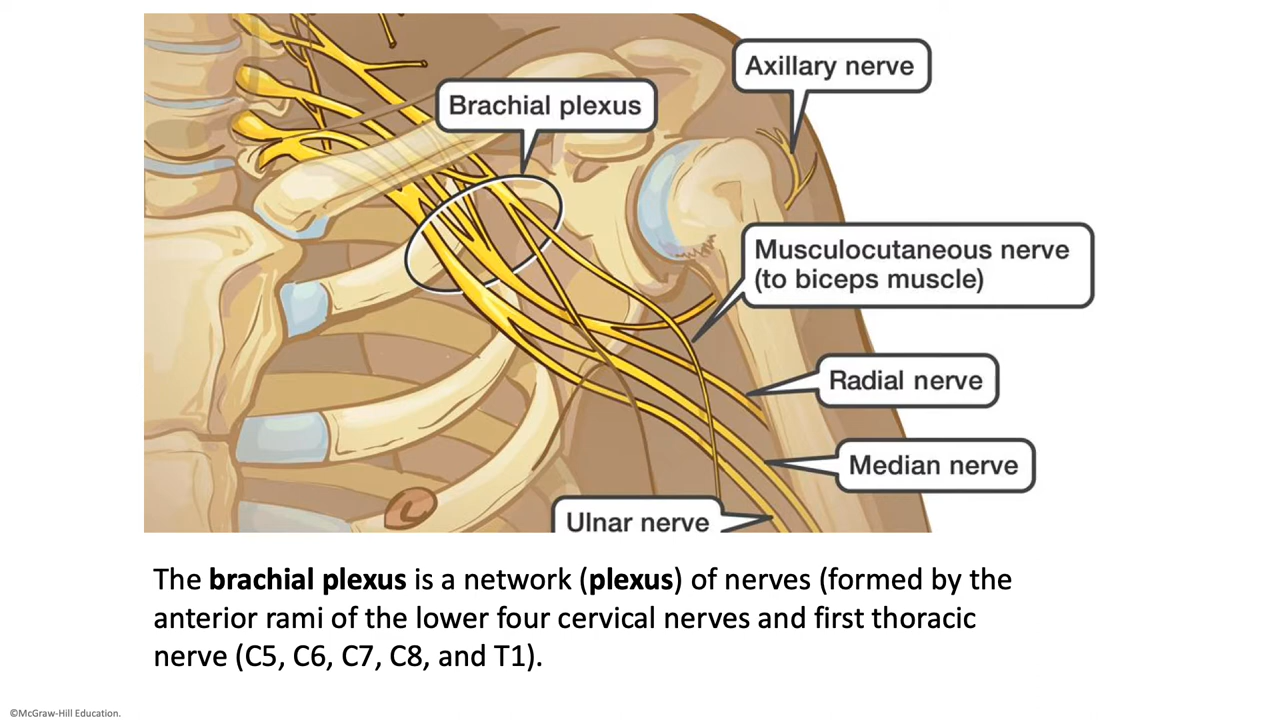 Axillary nerve
Brachial plexus
Musculocutaneous nerve
(to biceps muscle)
Radial nerve
Median nerve
Ulnar nerve
The brachial plexus is a network (plexus) of nerves (formed by the
anterior rami of the lower four cervical nerves and first thoracic
nerve (C5, C6, C7, C8, and T1).
©McGraw-Hill Education.